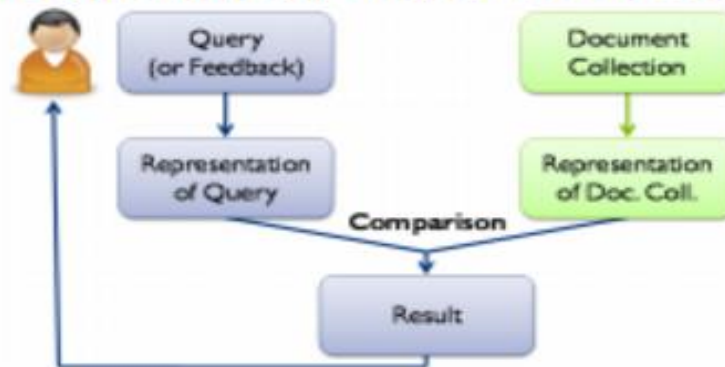 Query
(or Feedback)
Document
Collection
Representation
of Query
Representation
of Doc. Coll.
Comparison
Result